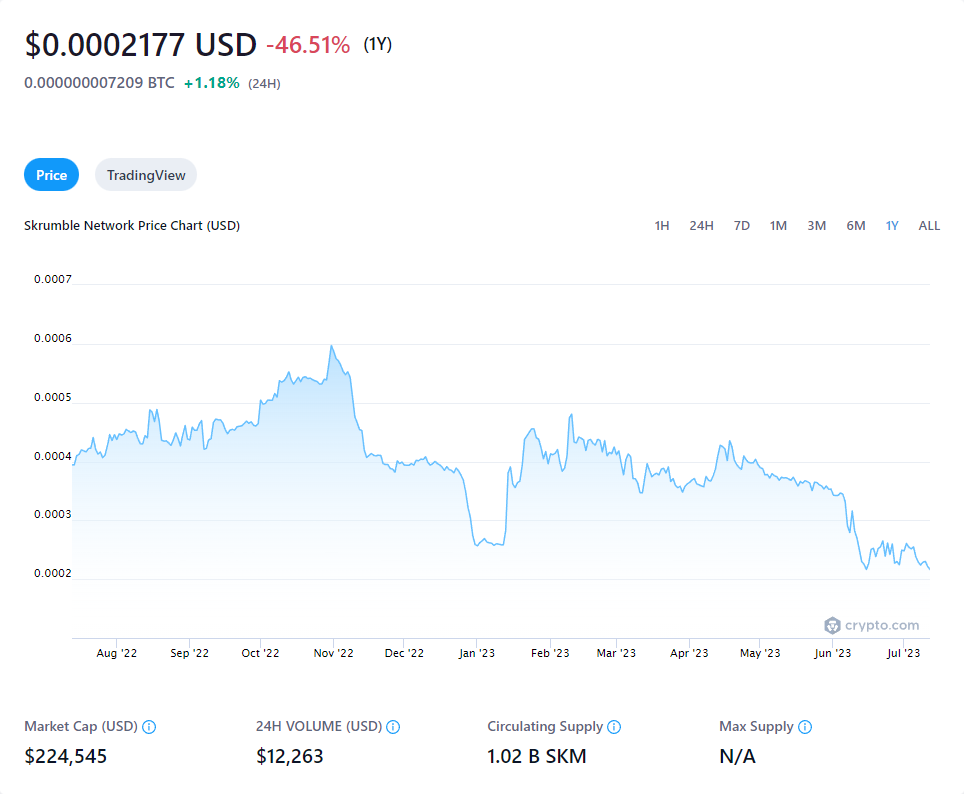 $0.0002177 USD -46.51% (1Y)
0.000000007209 BTC +1.18% (24H)
Price TradingView
Skrumble Network Price Chart (USD) 1H 24H 7D 1M 3M 6M 1Y ALL
0.0007
0.0006
0.0005
0.0004
0.0003
0.0002
crypto.com
Aug '22 Sep '22 Oct '22 Nov '22 Dec '22 Jan '23 Feb '23 Mar '23 Apr '23 May '23 Jun '23 Jul '23
Market Cap (USD) 24H VOLUME (USD) Circulating Supply Max Supply
$224,545 $12,263 1.02 B SKM N/A